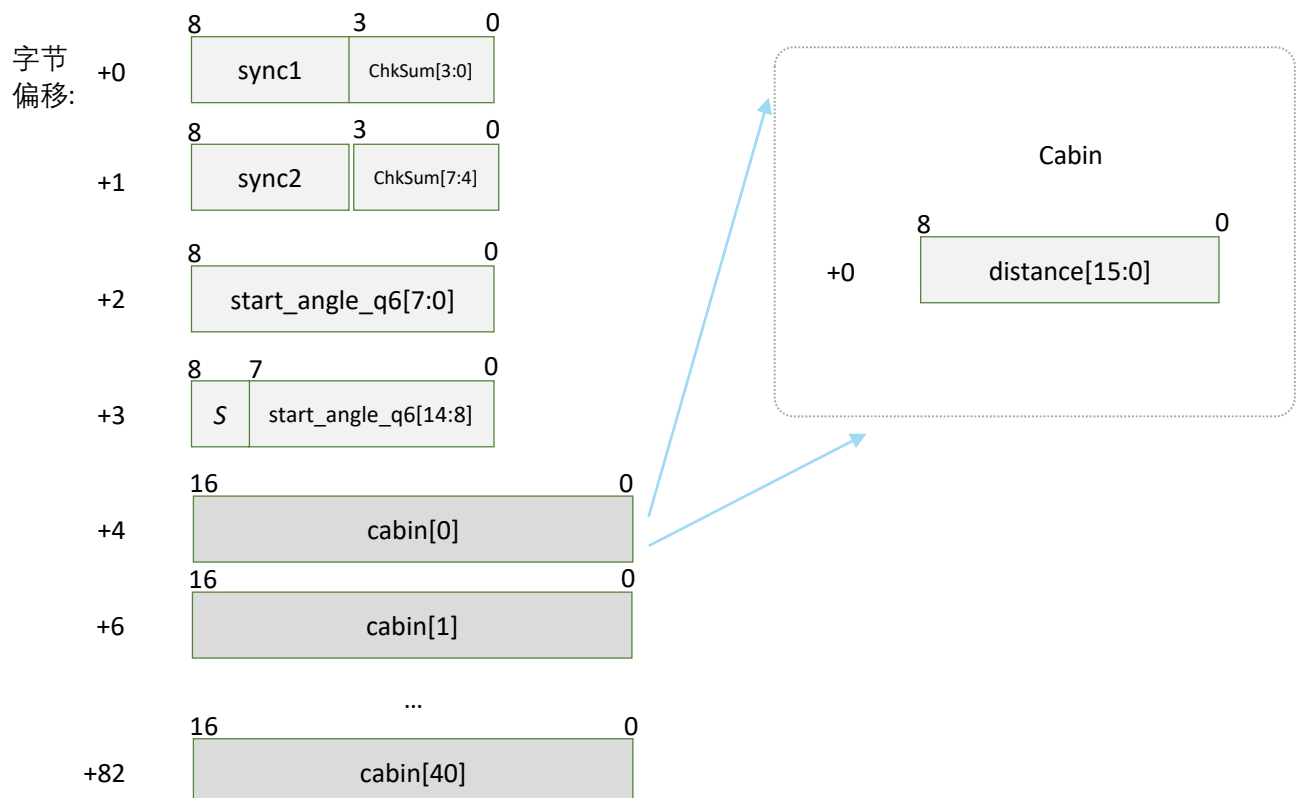 字节
偏移:
8 3 0
+0 sync1 ChkSum[3:0]
8 3 0
+1 sync2 ChkSum[7:4]
8 0
+2 start_angle_q6[7:0]
8 7 0
+3 S start_angle_q6[14:8]
16 0
+4 cabin[0]
16 0
+6 cabin[1]
...
16 0
+82 cabin[40]
Cabin
8 0
+0 distance[15:0]